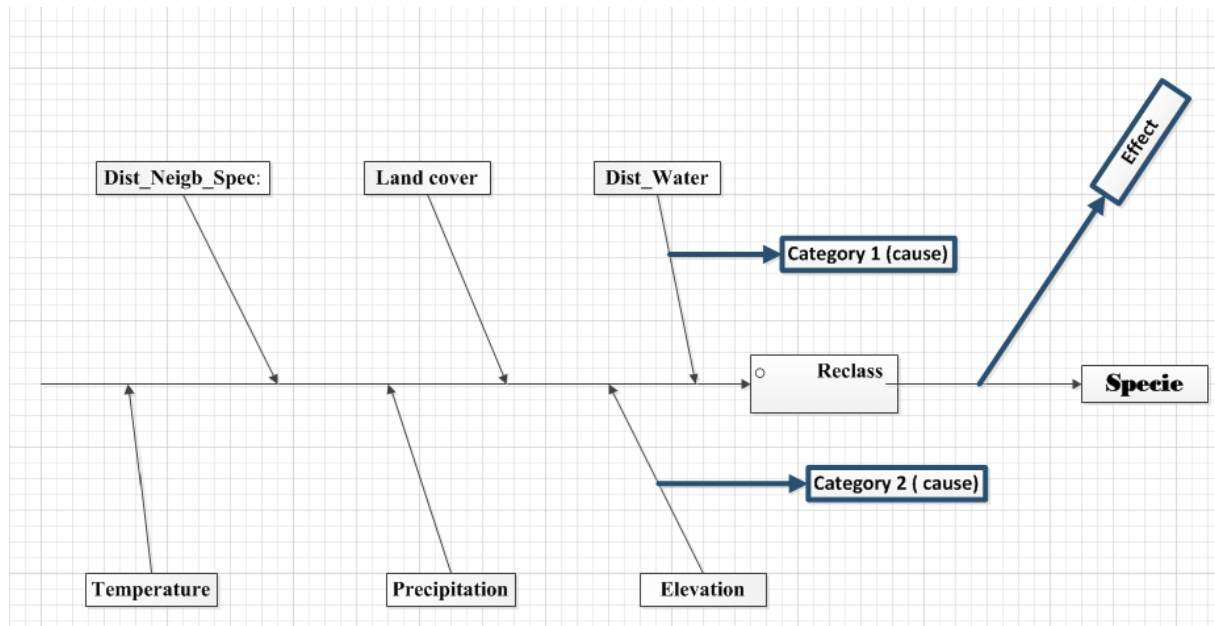 Effect
Dist_Neigb_Spec:
Land cover
Dist_Water
Category 1 (cause)
Reclass
Specie
Category 2 ( cause)
Temperature
Precipitation
Elevation